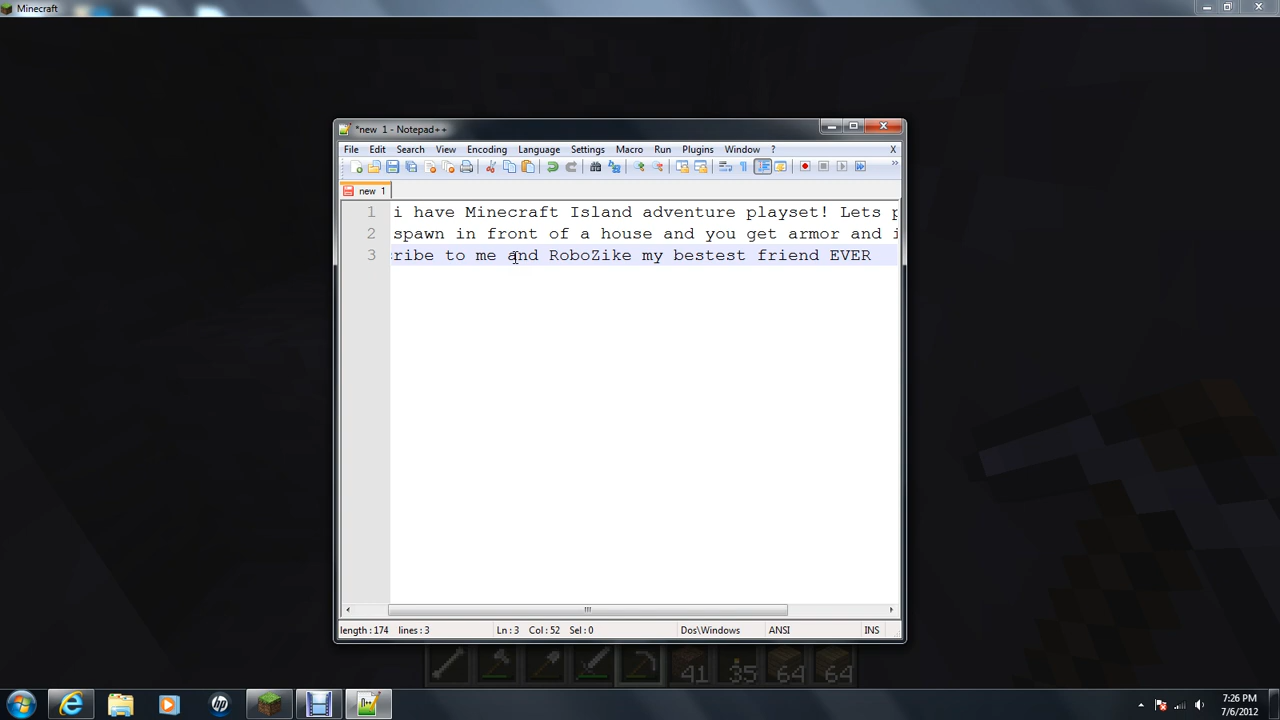 Minecraft
*new 1 - Notepad++
File Edit Search View Encoding Language Settings Macro Run Plugins Window ? X
new 1
1 i have Minecraft Island adventure playset! Lets p
2 spawn in front of a house and you get armor and i
3 ribe to me and RoboZike my bestest friend EVER
length : 174 lines : 3 Ln : 3 Col : 52 Sel : 0 Dos\Windows ANSI INS
41 35 64 64
7:26 PM
7/6/2012